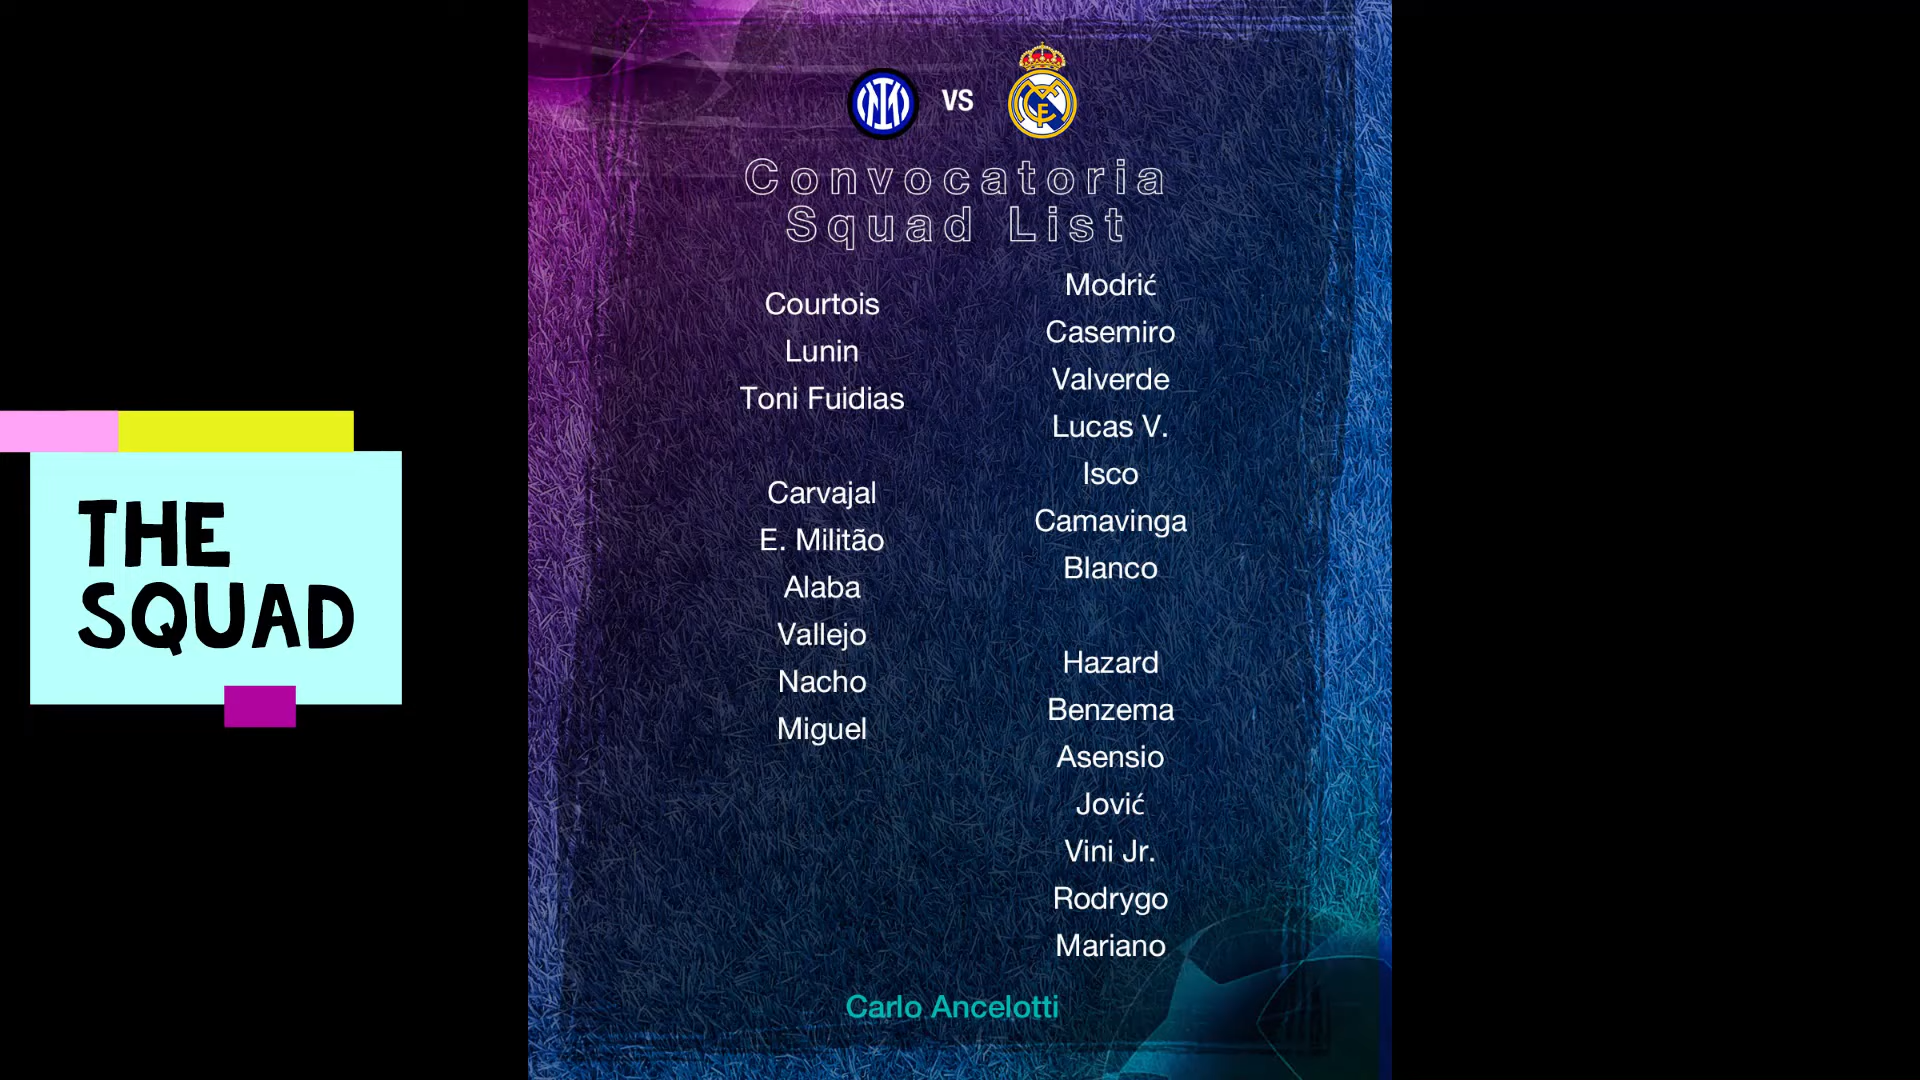 THE
SQUAD
VS
Convocatoria
Squad List
Courtois
Lunin
Toni Fuidias
Carvajal
E. Militão
Alaba
Vallejo
Nacho
Miguel
Modrić
Casemiro
Valverde
Lucas V.
Isco
Camavinga
Blanco
Hazard
Benzema
Asensio
Jović
Vini Jr.
Rodrygo
Mariano
Carlo Ancelotti